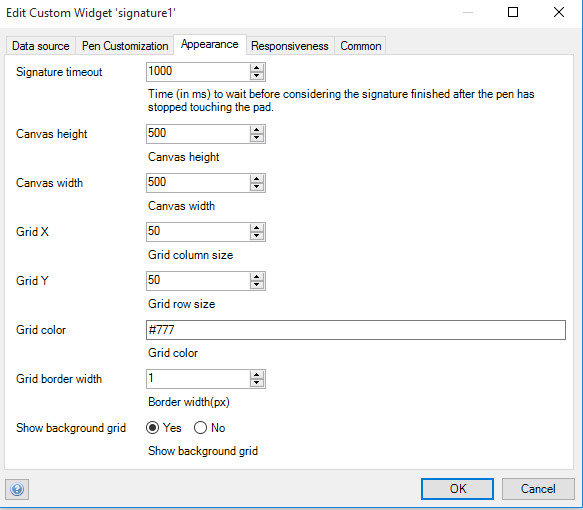 Edit Custom Widget 'signature1'
Data source Pen Customization Appearance Responsiveness Common
Signature timeout 1000
Time (in ms) to wait before considering the signature finished after the pen has
stopped touching the pad.
Canvas height 500
Canvas height
Canvas width 500
Canvas width
Grid X 50
Grid column size
Grid Y 50
Grid row size
Grid color #777
Grid color
Grid border width 1
Border width(px)
Show background grid Yes No
Show background grid
? OK Cancel